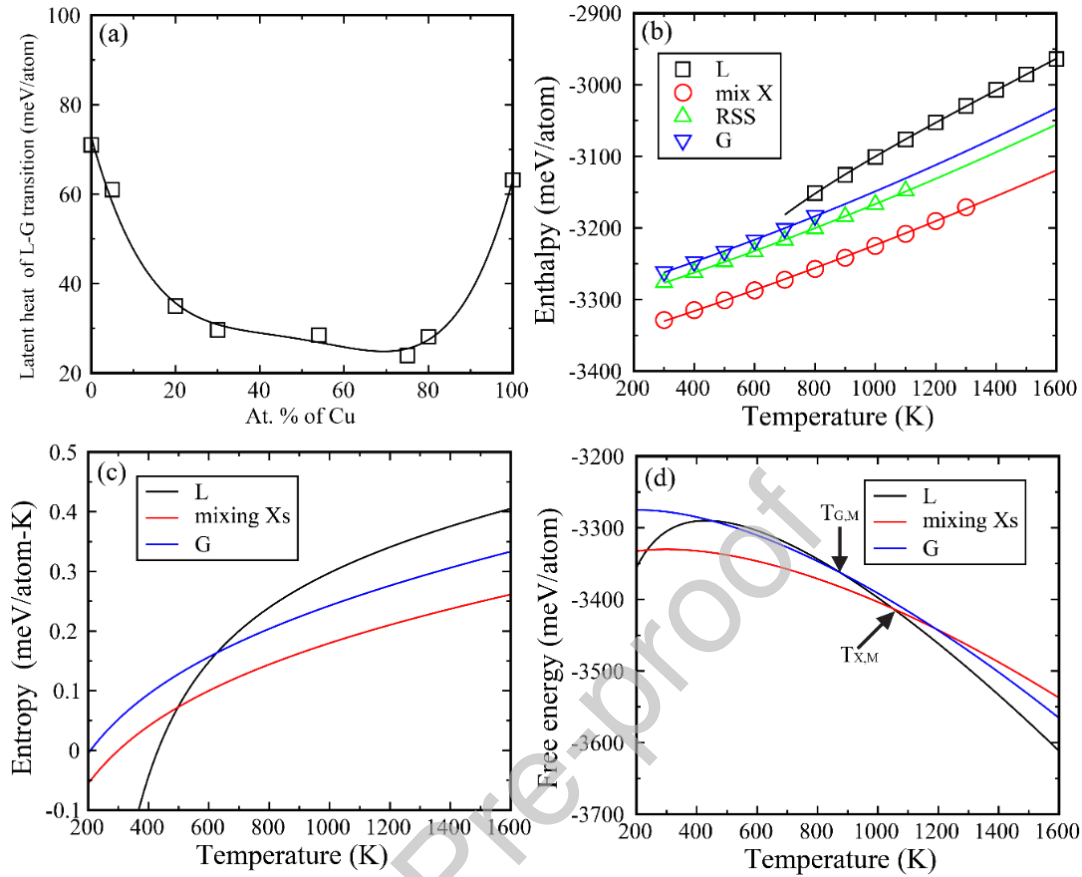 (a)
Latent heat of L-G transition (meV/atom)
100
80
60
40
20
0 20 40 60 80 100
At. % of Cu
(b)
L
mix X
RSS
G
Enthalpy (meV/atom)
-2900
-3000
-3100
-3200
-3300
-3400
200 400 600 800 1000 1200 1400 1600
Temperature (K)
(c)
L
mixing Xs
G
Entropy (meV/atom-K)
0.5
0.4
0.3
0.2
0.1
0
-0.1
200 400 600 800 1000 1200 1400 1600
Temperature (K)
(d)
L
mixing Xs
G
TG,M
TX,M
Free energy (meV/atom)
-3200
-3300
-3400
-3500
-3600
-3700
200 400 600 800 1000 1200 1400 1600
Temperature (K)
Pre-proof